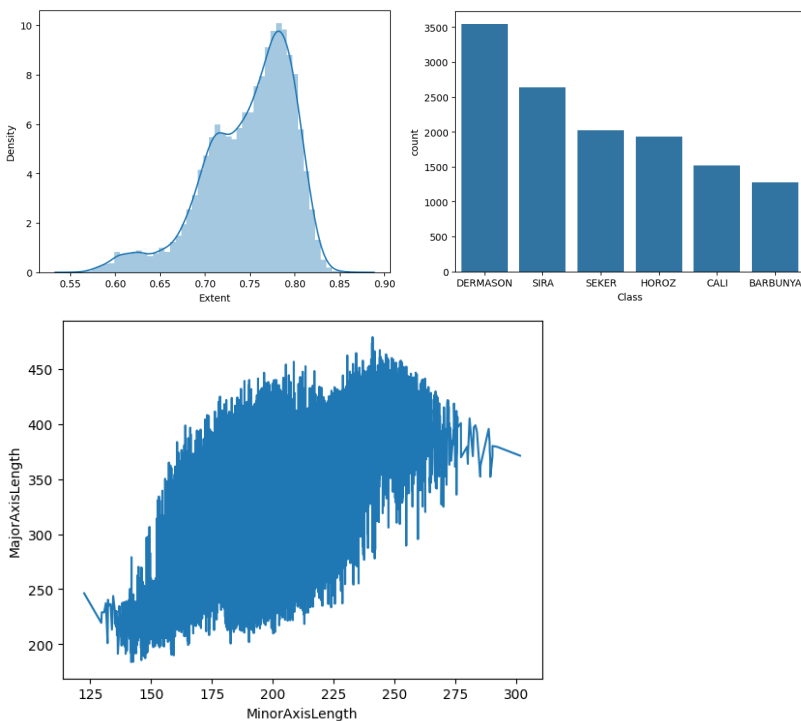 10
8
6
4
2
0
Density
0.55 0.60 0.65 0.70 0.75 0.80 0.85 0.90
Extent
3500
3000
2500
2000
1500
1000
500
0
count
DERMASON SIRA SEKER HOROZ CALI BARBUNYA
Class
450
400
350
300
250
200
MajorAxisLength
125 150 175 200 225 250 275 300
MinorAxisLength